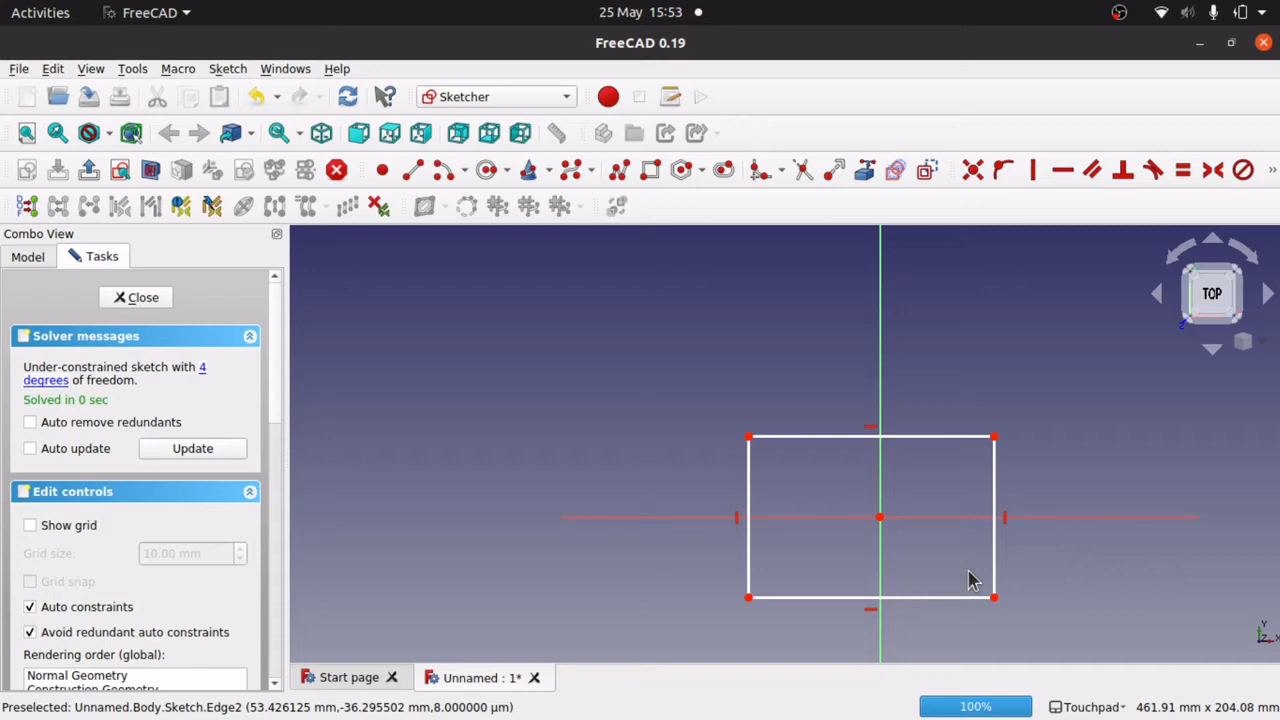 Activities FreeCAD 25 May 15:53
FreeCAD 0.19
File Edit View Tools Macro Sketch Windows Help
Sketcher
Combo View
Model Tasks
Close
TOP
Solver messages
Under-constrained sketch with 4
degrees of freedom.
Solved in 0 sec
Auto remove redundants
Auto update Update
Edit controls
Show grid
Grid size: 10.00 mm
Grid snap
Auto constraints
Avoid redundant auto constraints
Rendering order (global):
Normal Geometry
Construction Geometry
Y
Z X
Start page Unnamed : 1*
Preselected: Unnamed.Body.Sketch.Edge2 (53.426125 mm,-36.295502 mm,8.000000 µm) 100% Touchpad 461.91 mm x 204.08 mm